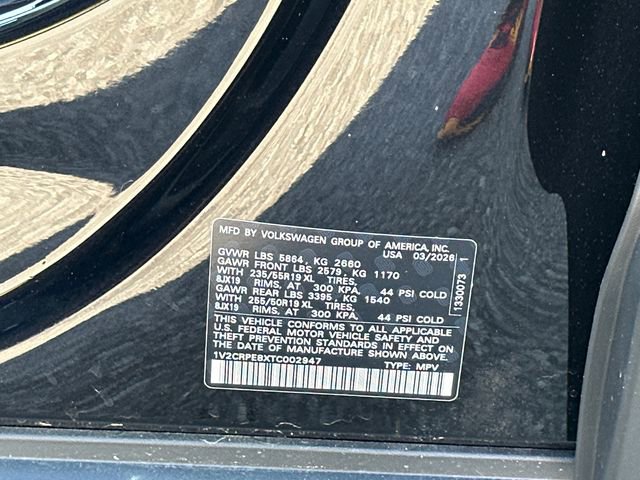 MFD BY VOLKSWAGEN GROUP OF AMERICA, INC.
USA 03/2026
GVWR LBS 5864, KG 2660
GAWR FRONT LBS 2579, KG 1170
WITH 235/55R19 XL TIRES,
8JX19 RIMS, AT 300 KPA, 44 PSI COLD
GAWR REAR LBS 3395, KG 1540
WITH 255/50R19 XL TIRES,
8JX19 RIMS, AT 300 KPA, 44 PSI COLD
THIS VEHICLE CONFORMS TO ALL APPLICABLE
U.S. FEDERAL MOTOR VEHICLE SAFETY AND
THEFT PREVENTION STANDARDS IN EFFECT ON
THE DATE OF MANUFACTURE SHOWN ABOVE.
1V2CRPE8XTC002947
TYPE: MPV
1330073 1